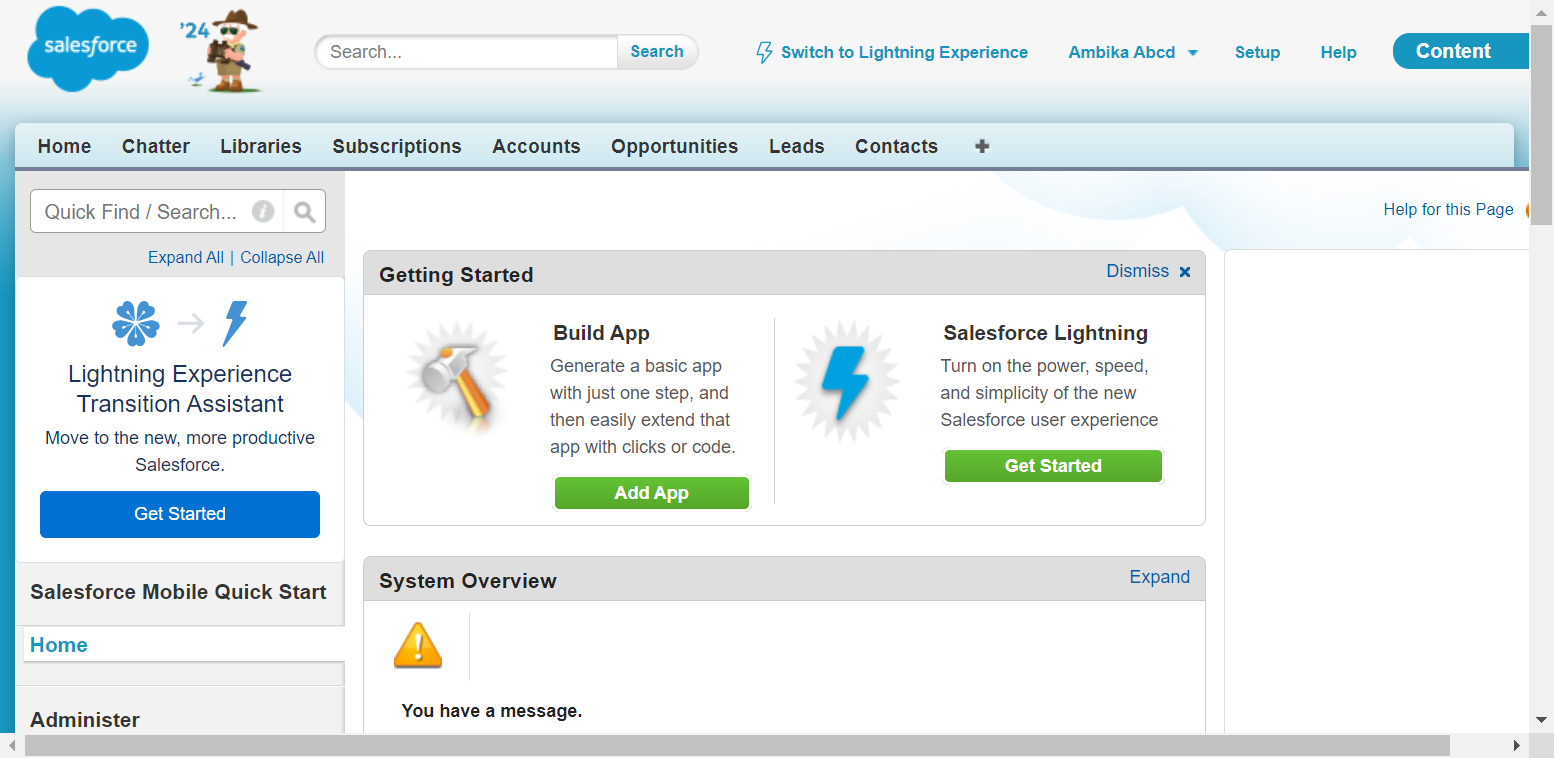 salesforce
'24
Search...
Search
Switch to Lightning Experience
Ambika Abcd
Setup
Help
Content
Home
Chatter
Libraries
Subscriptions
Accounts
Opportunities
Leads
Contacts
Quick Find / Search...
Expand All | Collapse All
Lightning Experience
Transition Assistant
Move to the new, more productive
Salesforce.
Get Started
Salesforce Mobile Quick Start
Home
Administer
Help for this Page
Getting Started
Dismiss
Build App
Generate a basic app
with just one step, and
then easily extend that
app with clicks or code.
Add App
Salesforce Lightning
Turn on the power, speed,
and simplicity of the new
Salesforce user experience
Get Started
System Overview
Expand
You have a message.